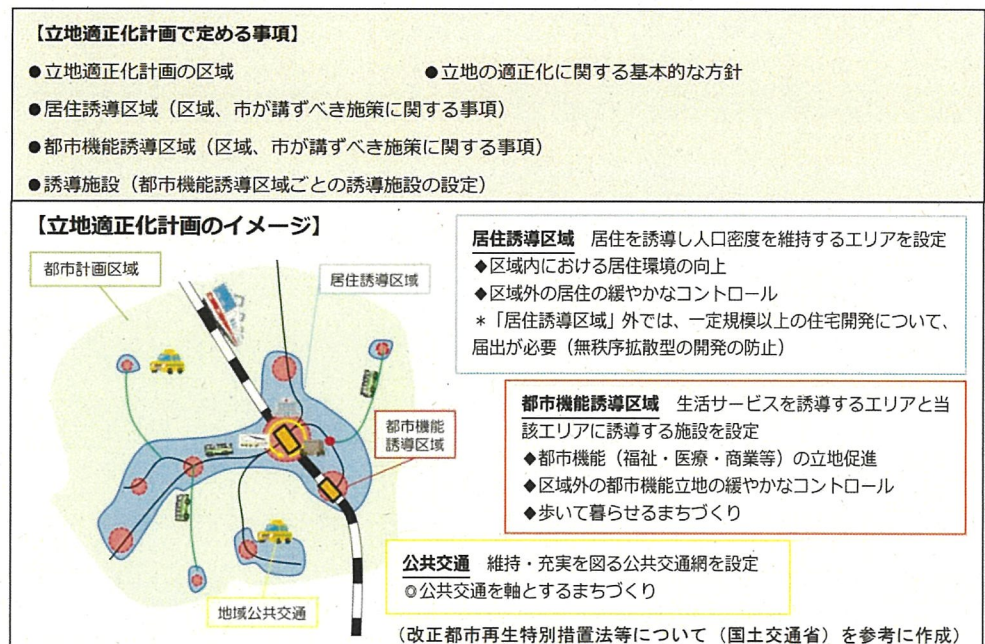 【立地適正化計画で定める事項】
●立地適正化計画の区域　●立地の適正化に関する基本的な方針
●居住誘導区域（区域、市が講ずべき施策に関する事項）
●都市機能誘導区域（区域、市が講ずべき施策に関する事項）
●誘導施設（都市機能誘導区域ごとの誘導施設の設定）
【立地適正化計画のイメージ】
都市計画区域
居住誘導区域
都市機能
誘導区域
地域公共交通
居住誘導区域　居住を誘導し人口密度を維持するエリアを設定
◆区域内における居住環境の向上
◆区域外の居住の緩やかなコントロール
＊「居住誘導区域」外では、一定規模以上の住宅開発について、
届出が必要（無秩序拡散型の開発の防止）
都市機能誘導区域　生活サービスを誘導するエリアと当
該エリアに誘導する施設を設定
◆都市機能（福祉・医療・商業等）の立地促進
◆区域外の都市機能立地の緩やかなコントロール
◆歩いて暮らせるまちづくり
公共交通　維持・充実を図る公共交通網を設定
◎公共交通を軸とするまちづくり
（改正都市再生特別措置法等について（国土交通省）を参考に作成）